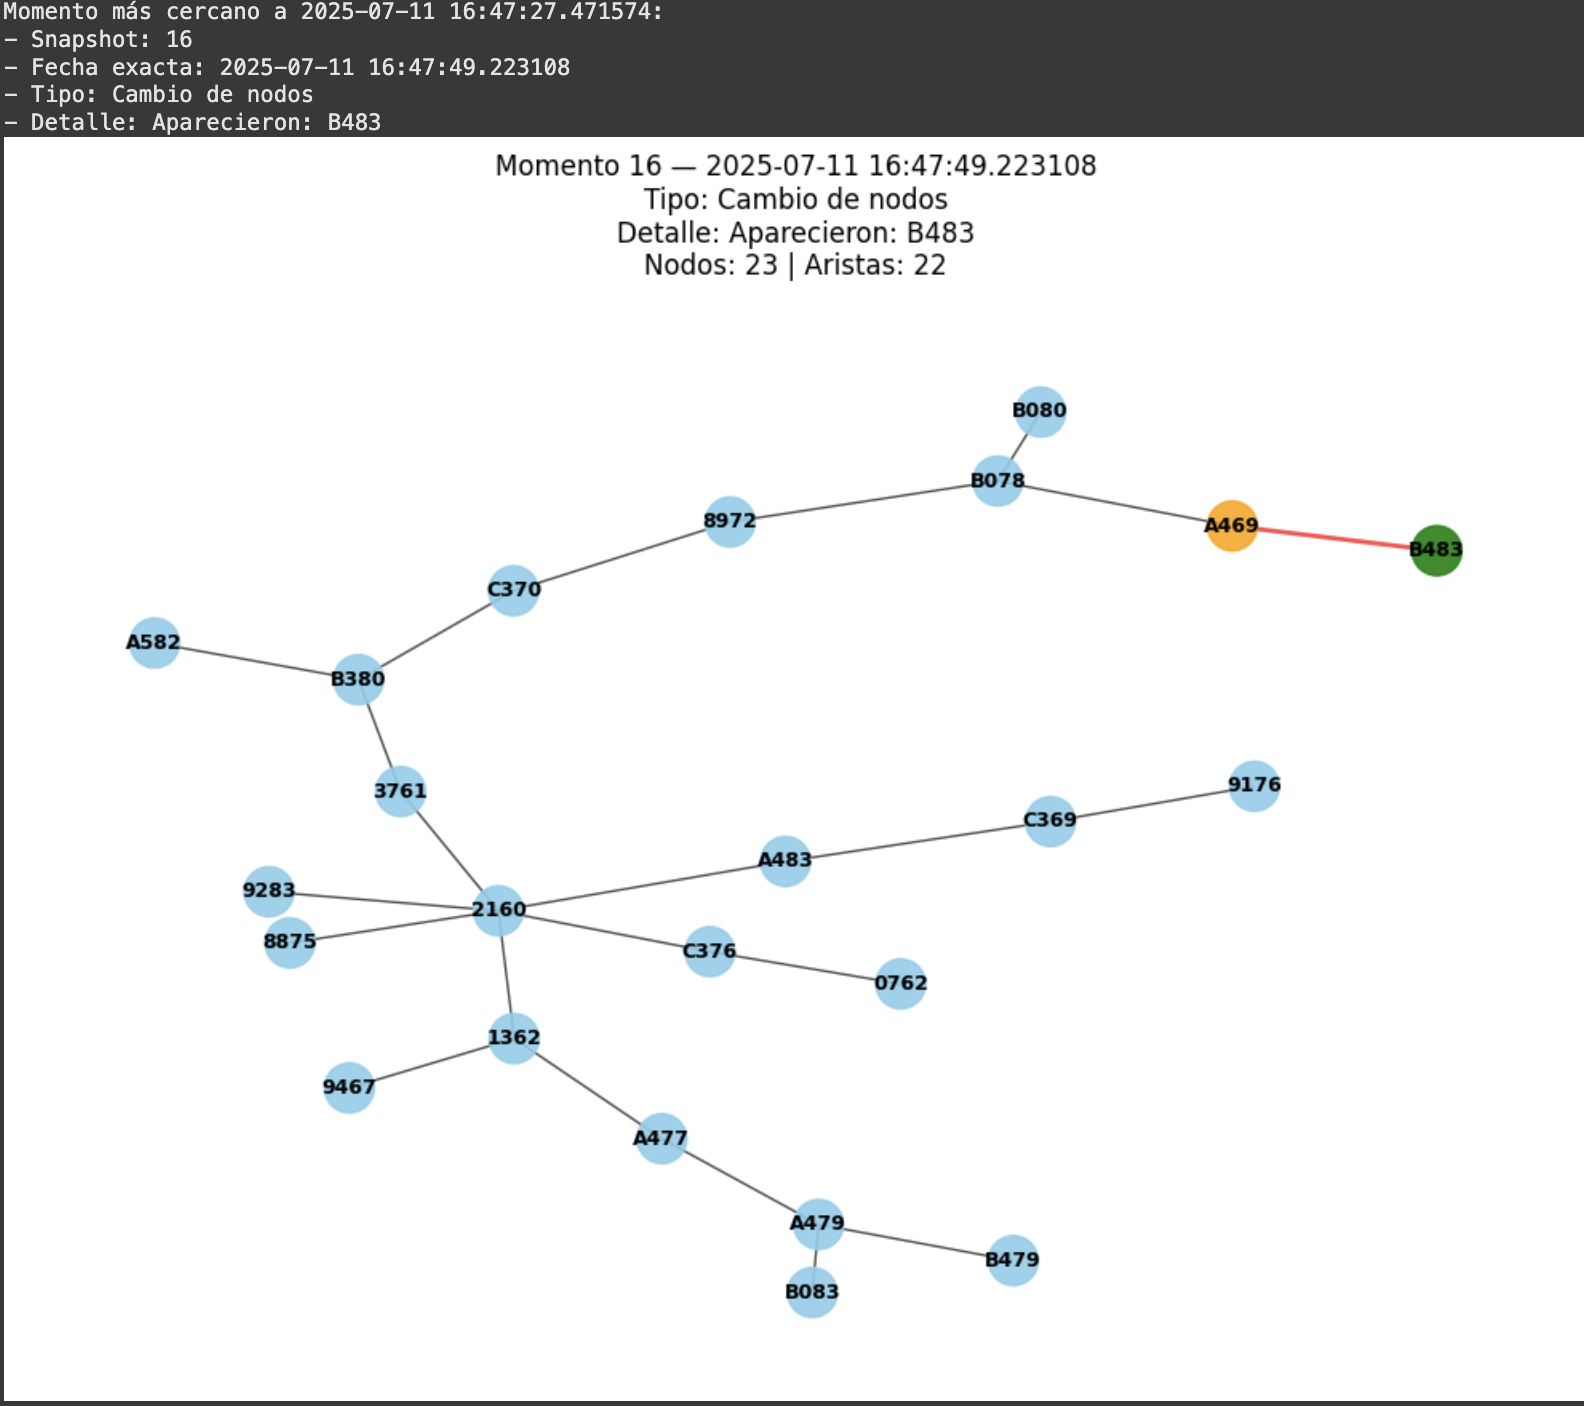 Momento más cercano a 2025-07-11 16:47:27.471574:
- Snapshot: 16
- Fecha exacta: 2025-07-11 16:47:49.223108
- Tipo: Cambio de nodos
- Detalle: Aparecieron: B483
Momento 16 — 2025-07-11 16:47:49.223108
Tipo: Cambio de nodos
Detalle: Aparecieron: B483
Nodos: 23 | Aristas: 22
B080
B078
8972
A469
B483
C370
A582
B380
3761
9176
C369
A483
9283
2160
8875
C376
0762
1362
9467
A477
A479
B479
B083